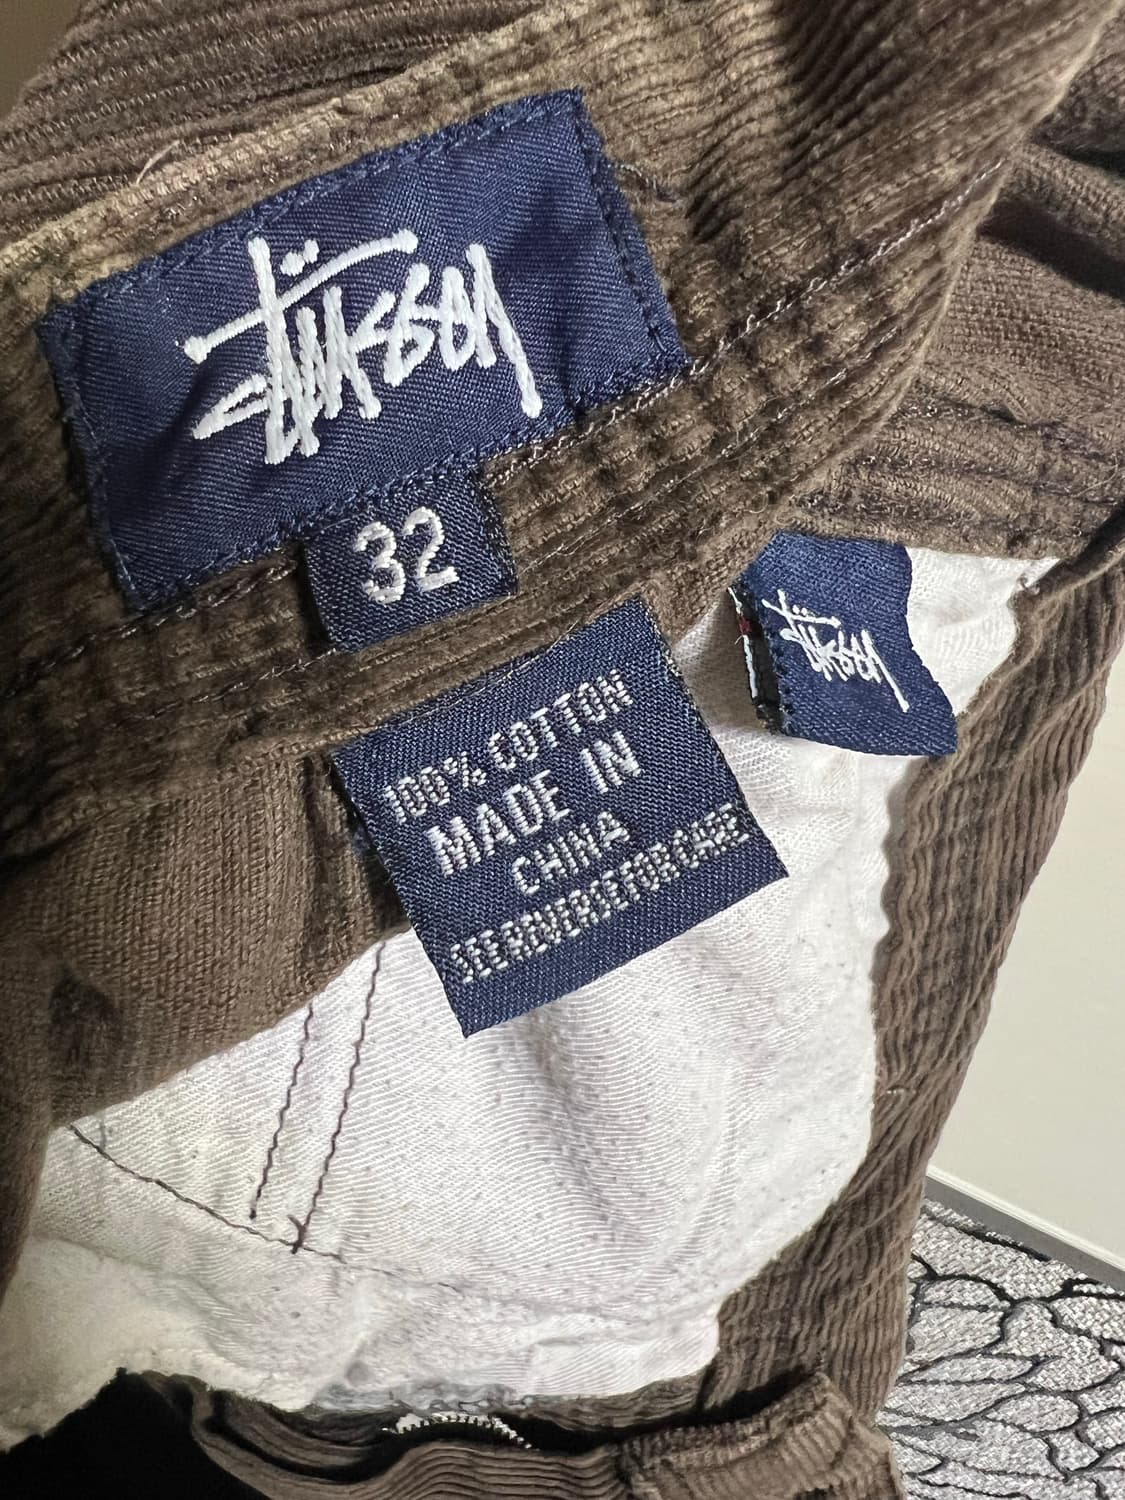 Stüssy
32
100% COTTON
MADE IN
CHINA
SEE REVERSE FOR CARE
Stüssy